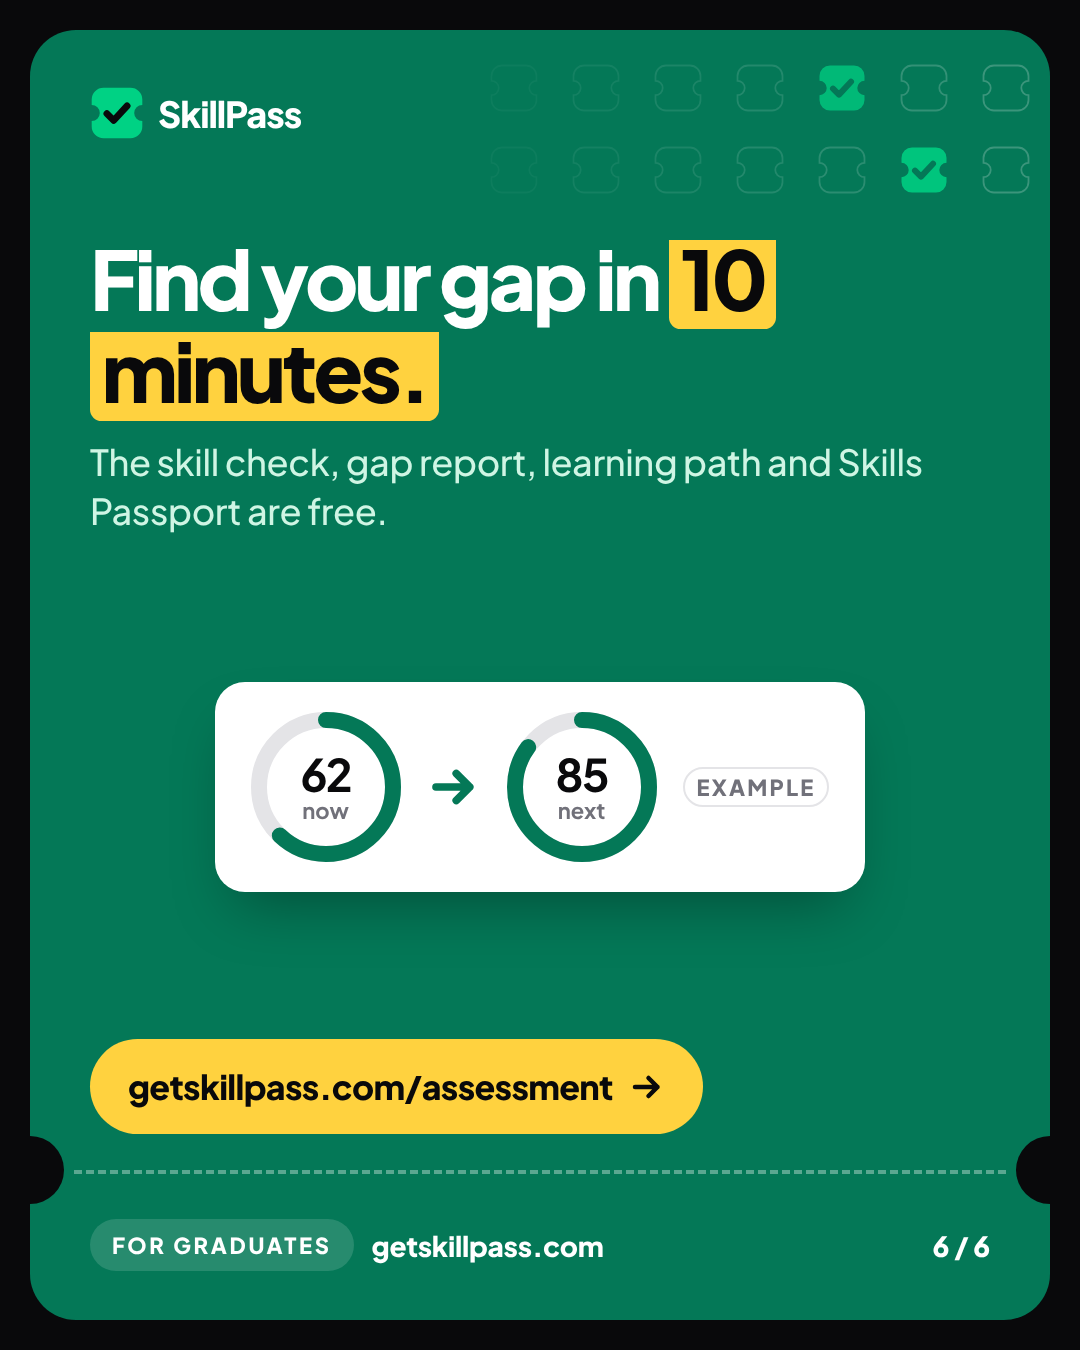 SkillPass
Find your gap in 10
minutes.
The skill check, gap report, learning path and Skills
Passport are free.
62
now
85
next
EXAMPLE
getskillpass.com/assessment
FOR GRADUATES
getskillpass.com
6 / 6